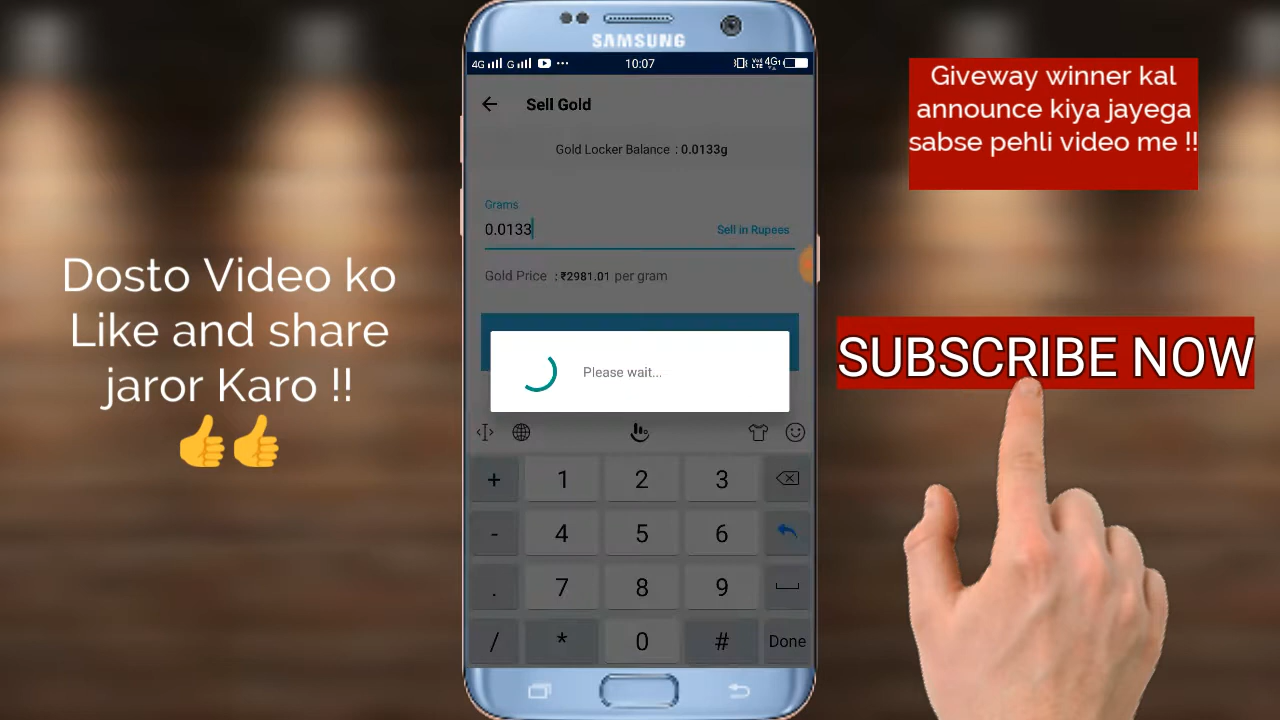 SAMSUNG
4G G ••• 10:07 4G
Sell Gold
Gold Locker Balance : 0.0133g
Grams
0.0133 Sell in Rupees
Gold Price : ₹2981.01 per gram
Please wait...
+ 1 2 3
- 4 5 6
. 7 8 9
/ * 0 # Done
Dosto Video ko
Like and share
jaror Karo !!
👍👍
Giveway winner kal
announce kiya jayega
sabse pehli video me !!
SUBSCRIBE NOW